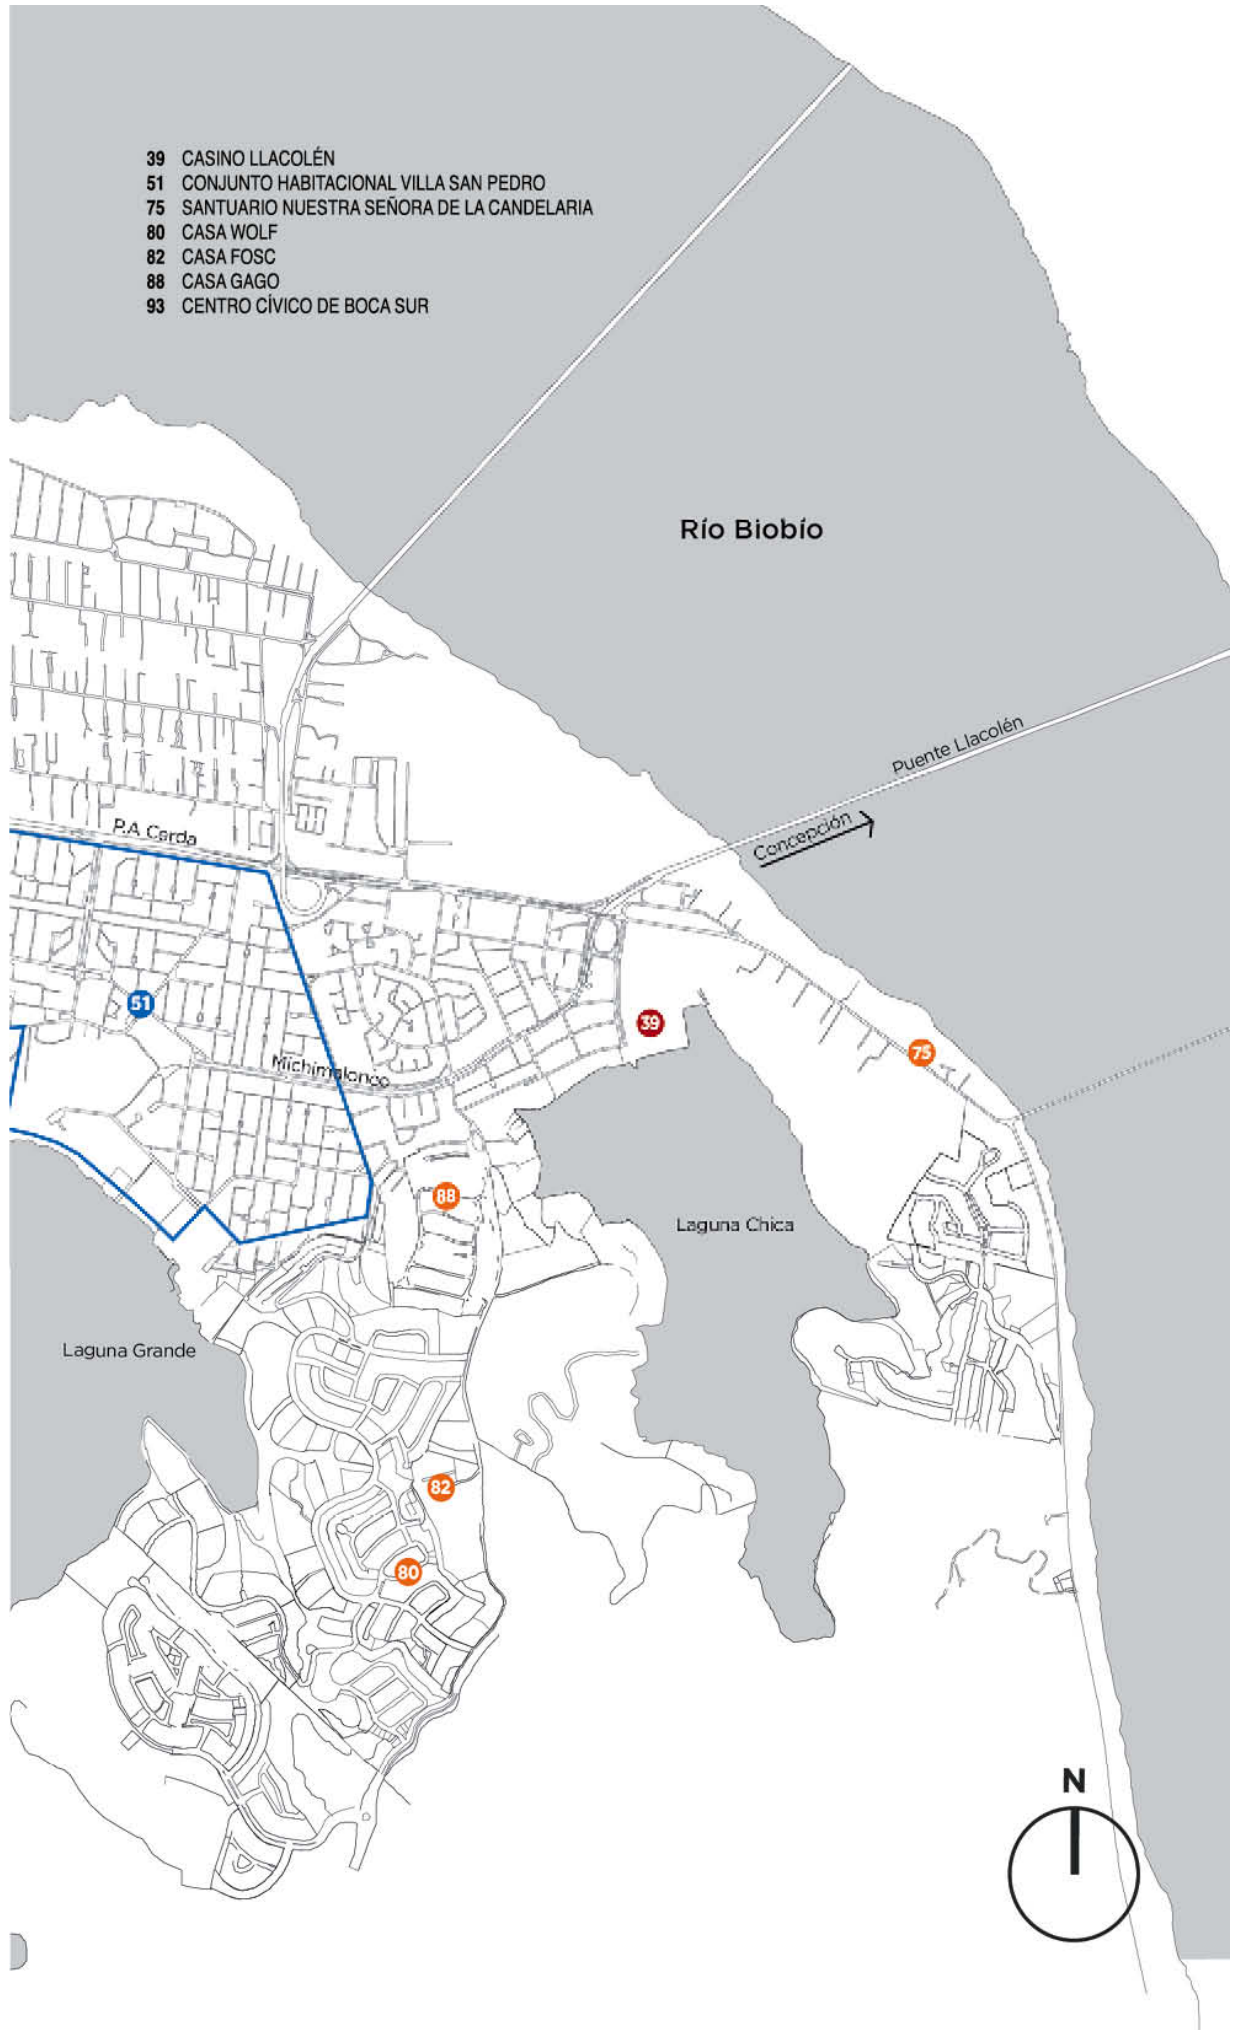 39 CASINO LLACOLÉN
51 CONJUNTO HABITACIONAL VILLA SAN PEDRO
75 SANTUARIO NUESTRA SEÑORA DE LA CANDELARIA
80 CASA WOLF
82 CASA FOSC
88 CASA GAGO
93 CENTRO CÍVICO DE BOCA SUR
Río Biobío
Puente Llacolén
Concepción
P.A Cerda
51
39
75
Michimalonco
88
Laguna Chica
Laguna Grande
82
80
N